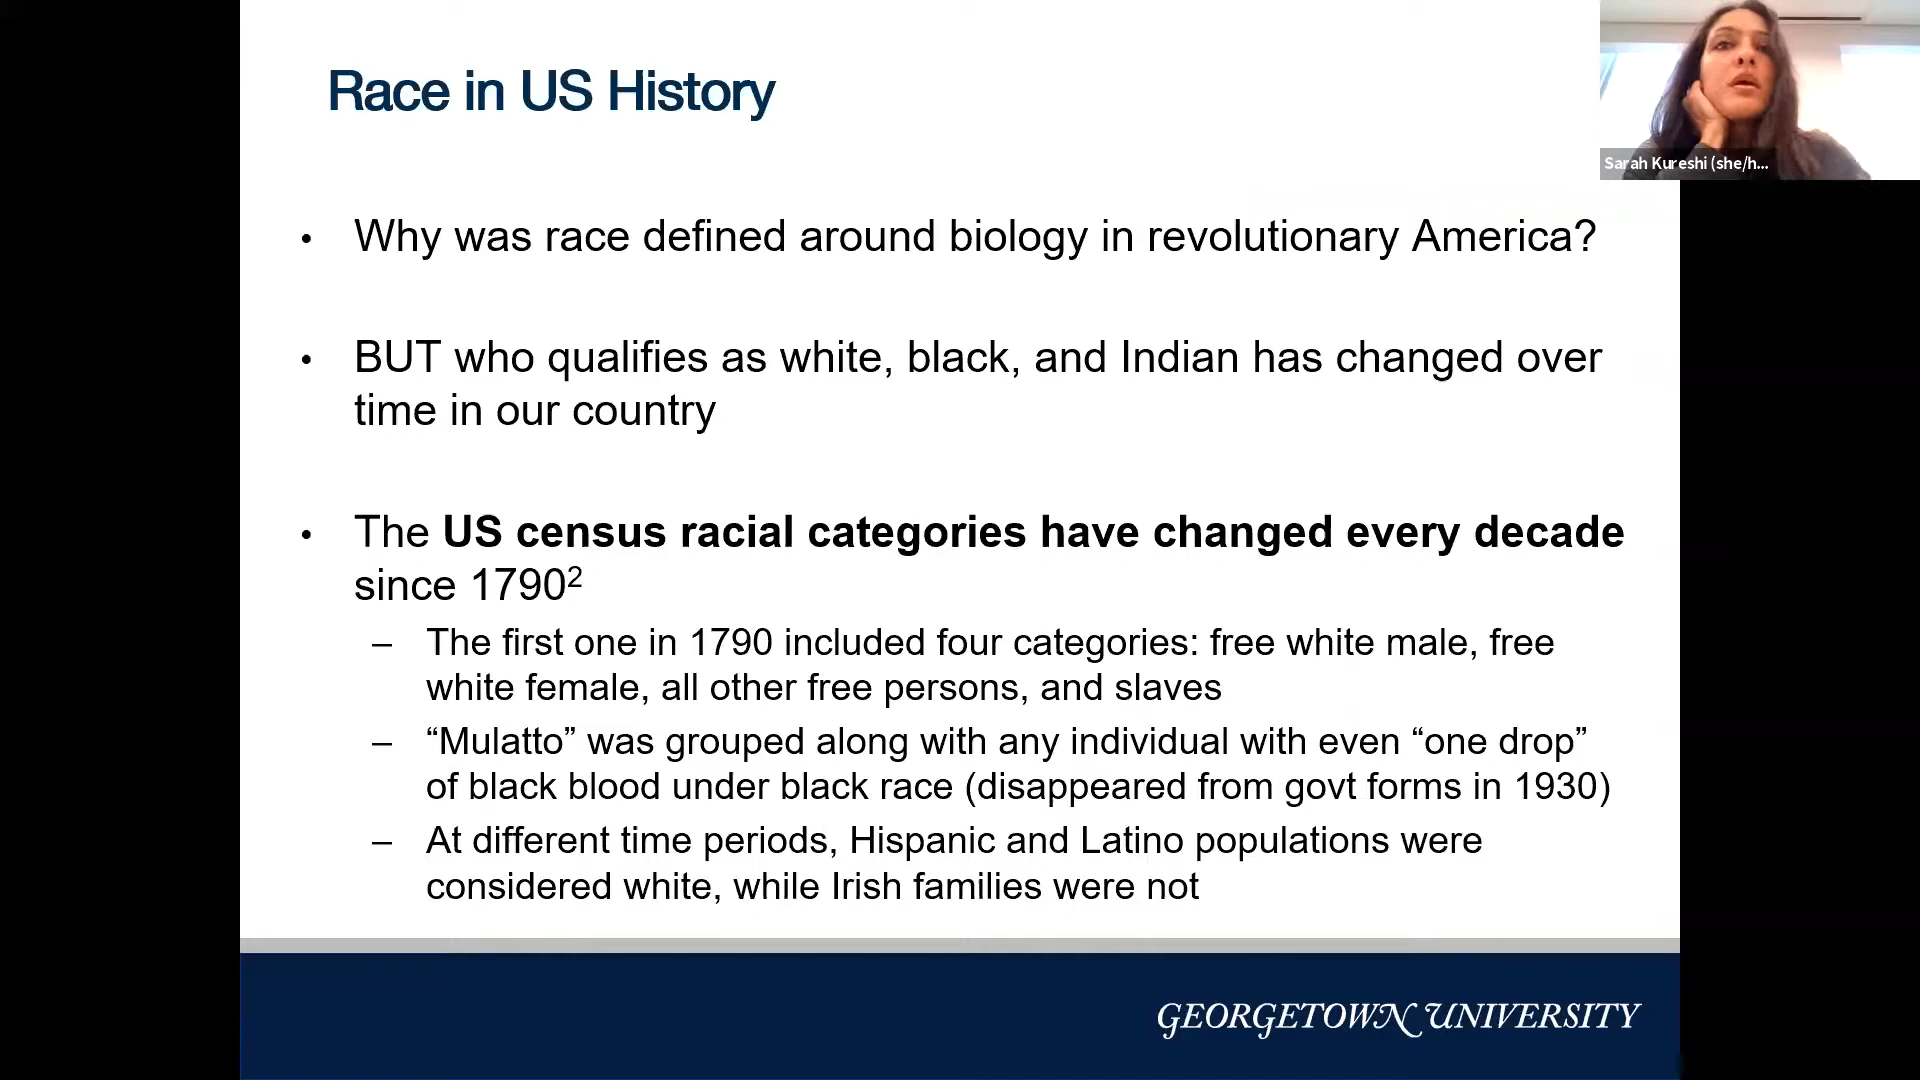 Race in US History
Sarah Kureshi (she/h...
• Why was race defined around biology in revolutionary America?
• BUT who qualifies as white, black, and Indian has changed over
time in our country
• The US census racial categories have changed every decade
since 1790²
– The first one in 1790 included four categories: free white male, free
white female, all other free persons, and slaves
– “Mulatto” was grouped along with any individual with even “one drop”
of black blood under black race (disappeared from govt forms in 1930)
– At different time periods, Hispanic and Latino populations were
considered white, while Irish families were not
GEORGETOWN UNIVERSITY